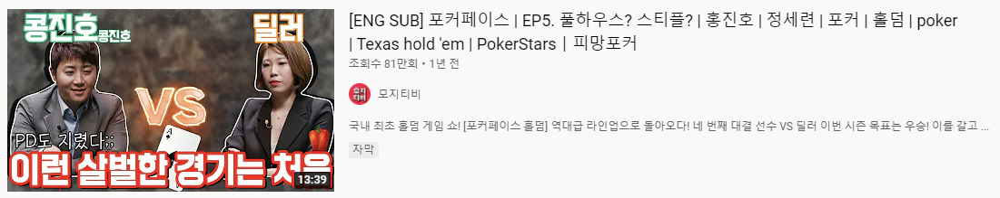 콩진호콩진호
딜러
VS
A
PD도 지렸다;;
이런 살벌한 경기는 처음
13:39
[ENG SUB] 포커페이스 | EP5. 풀하우스? 스티플? | 홍진호 | 정세련 | 포커 | 홀덤 | poker
| Texas hold 'em | PokerStars | 피망포커
조회수 81만회 • 1년 전
모지티비
모지티비
국내 최초 홀덤 게임 쇼! [포커페이스 홀덤] 역대급 라인업으로 돌아오다! 네 번째 대결 선수 VS 딜러 이번 시즌 목표는 우승! 이를 갈고 ...
자막